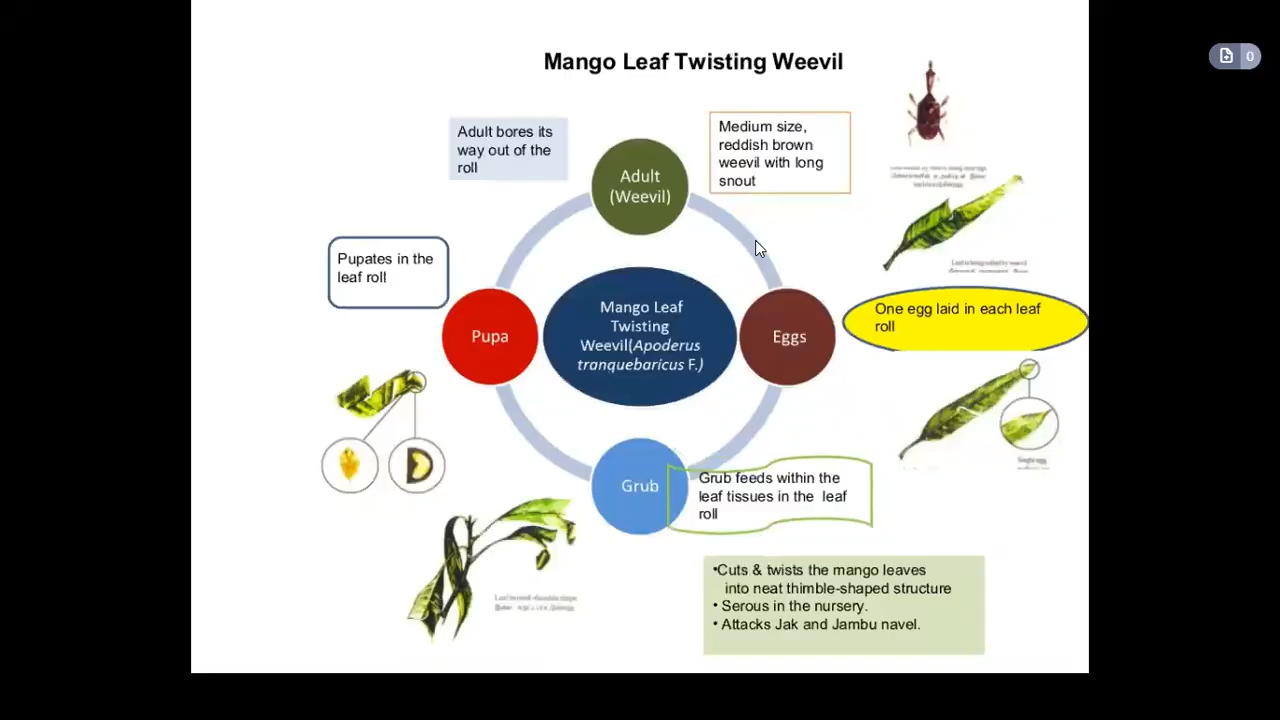 Mango Leaf Twisting Weevil
0
Adult bores its
way out of the
roll
Adult
(Weevil)
Medium size,
reddish brown
weevil with long
snout
Pupates in the
leaf roll
Pupa
Mango Leaf
Twisting
Weevil(Apoderus
tranquebaricus F.)
Eggs
One egg laid in each leaf
roll
Grub
Grub feeds within the
leaf tissues in the leaf
roll
•Cuts & twists the mango leaves
into neat thimble-shaped structure
• Serous in the nursery.
• Attacks Jak and Jambu navel.